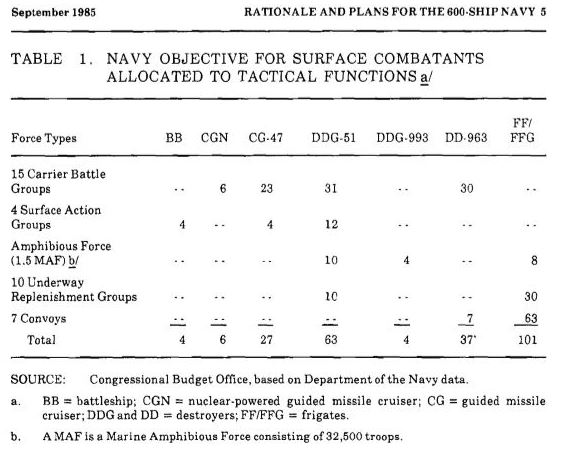 September 1985 RATIONALE AND PLANS FOR THE 600-SHIP NAVY 5
TABLE 1. NAVY OBJECTIVE FOR SURFACE COMBATANTS
ALLOCATED TO TACTICAL FUNCTIONS a/
FF/
Force Types BB CGN CG-47 DDG-51 DDG-993 DD-963 FFG
15 Carrier Battle
Groups -- 6 23 31 -- 30 --
4 Surface Action
Groups 4 -- 4 12 -- -- --
Amphibious Force
(1.5 MAF) b/ -- -- -- 10 4 -- 8
10 Underway
Replenishment Groups -- -- -- 10 -- -- 30
7 Convoys -- -- -- -- -- 7 63
Total 4 6 27 63 4 37 101
SOURCE: Congressional Budget Office, based on Department of the Navy data.
a. BB = battleship; CGN = nuclear-powered guided missile cruiser; CG = guided missile
cruiser; DDG and DD = destroyers; FF/FFG = frigates.
b. A MAF is a Marine Amphibious Force consisting of 32,500 troops.